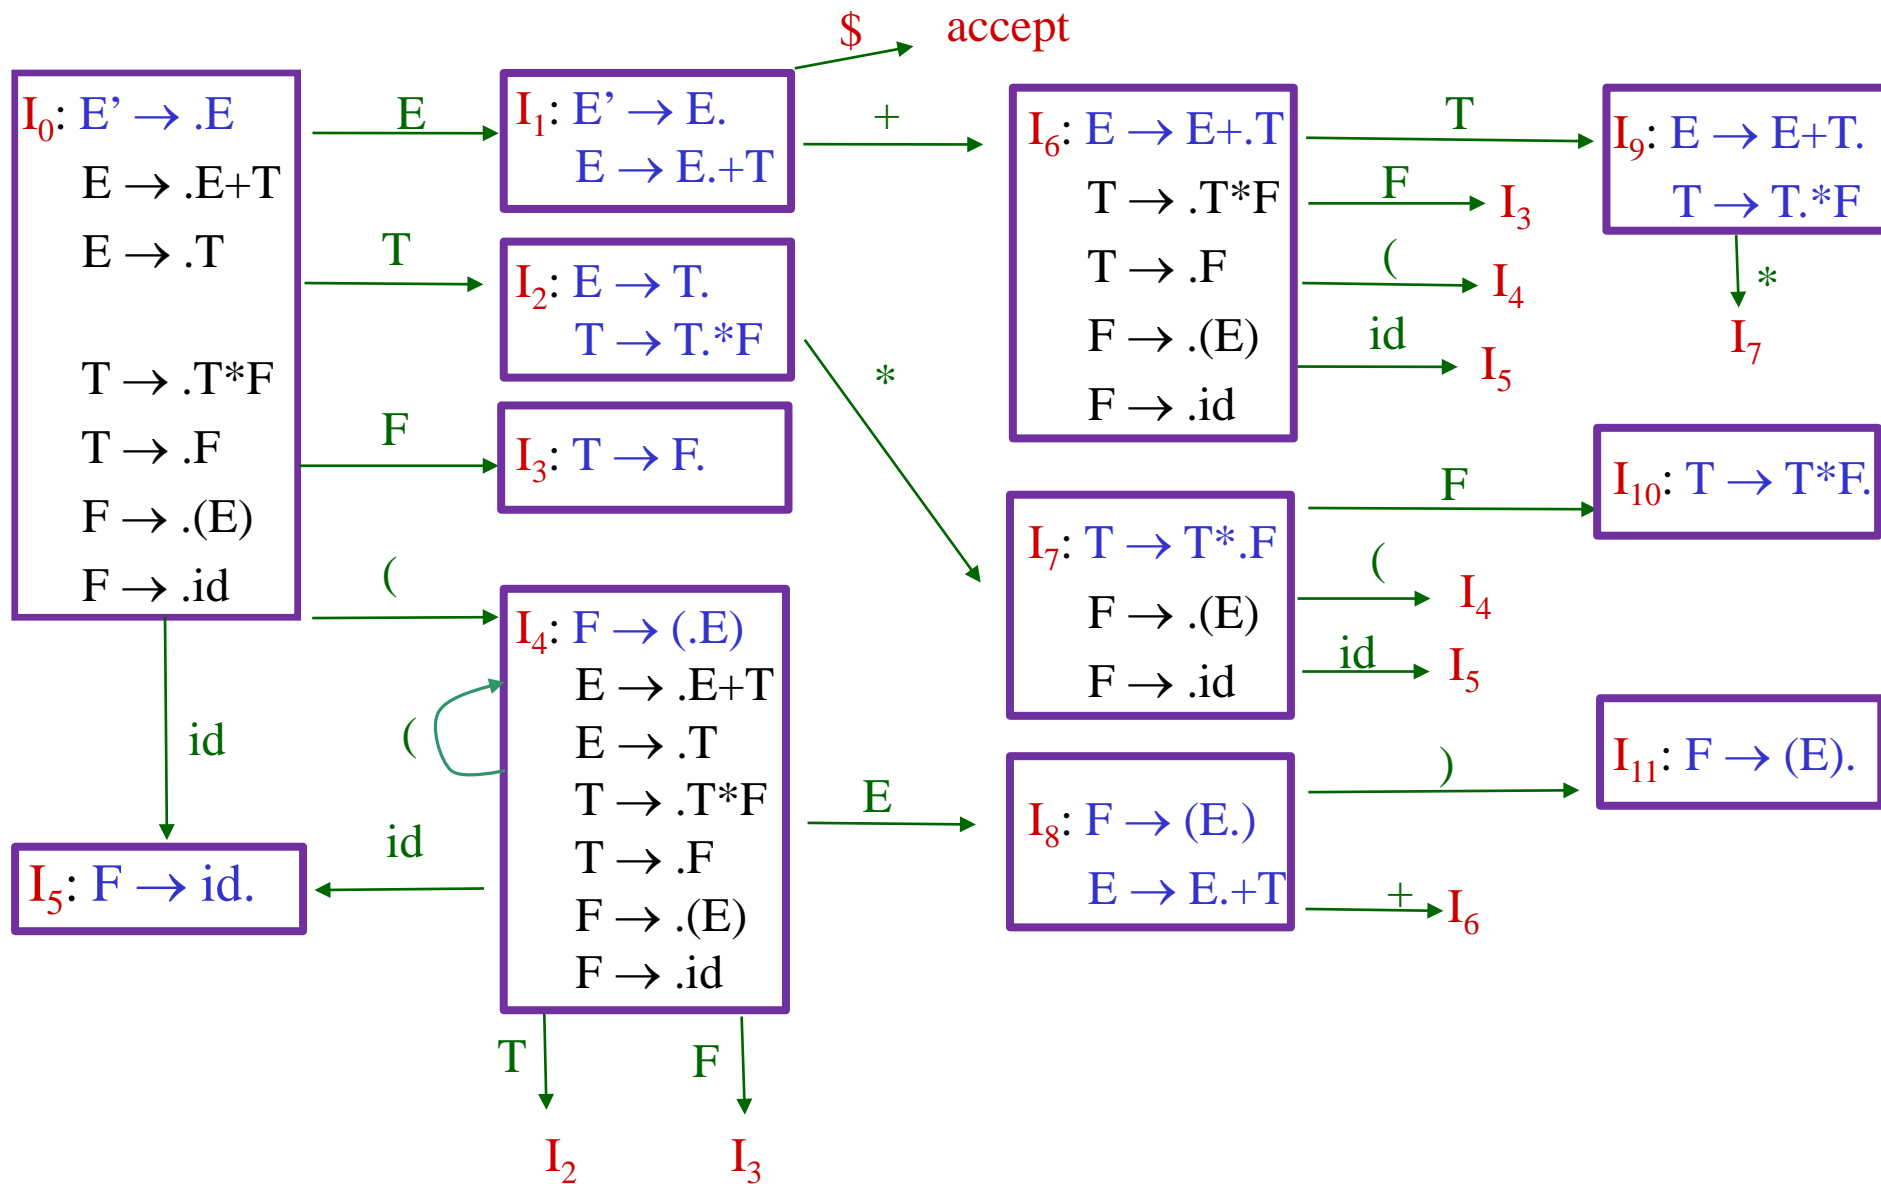 $ accept
I0: E’ → .E
E → .E+T
E → .T
T → .T*F
T → .F
F → .(E)
F → .id
E
T
F
(
id
I1: E’ → E.
E → E.+T
+
I2: E → T.
T → T.*F
*
I3: T → F.
I4: F → (.E)
E → .E+T
E → .T
T → .T*F
T → .F
F → .(E)
F → .id
(
id
E
T
F
I2
I3
I5: F → id.
I6: E → E+.T
T → .T*F
T → .F
F → .(E)
F → .id
T
F I3
( I4
id I5
I7: T → T*.F
F → .(E)
F → .id
F
( I4
id I5
I8: F → (E.)
E → E.+T
)
+ I6
I9: E → E+T.
T → T.*F
*
I7
I10: T → T*F.
I11: F → (E).